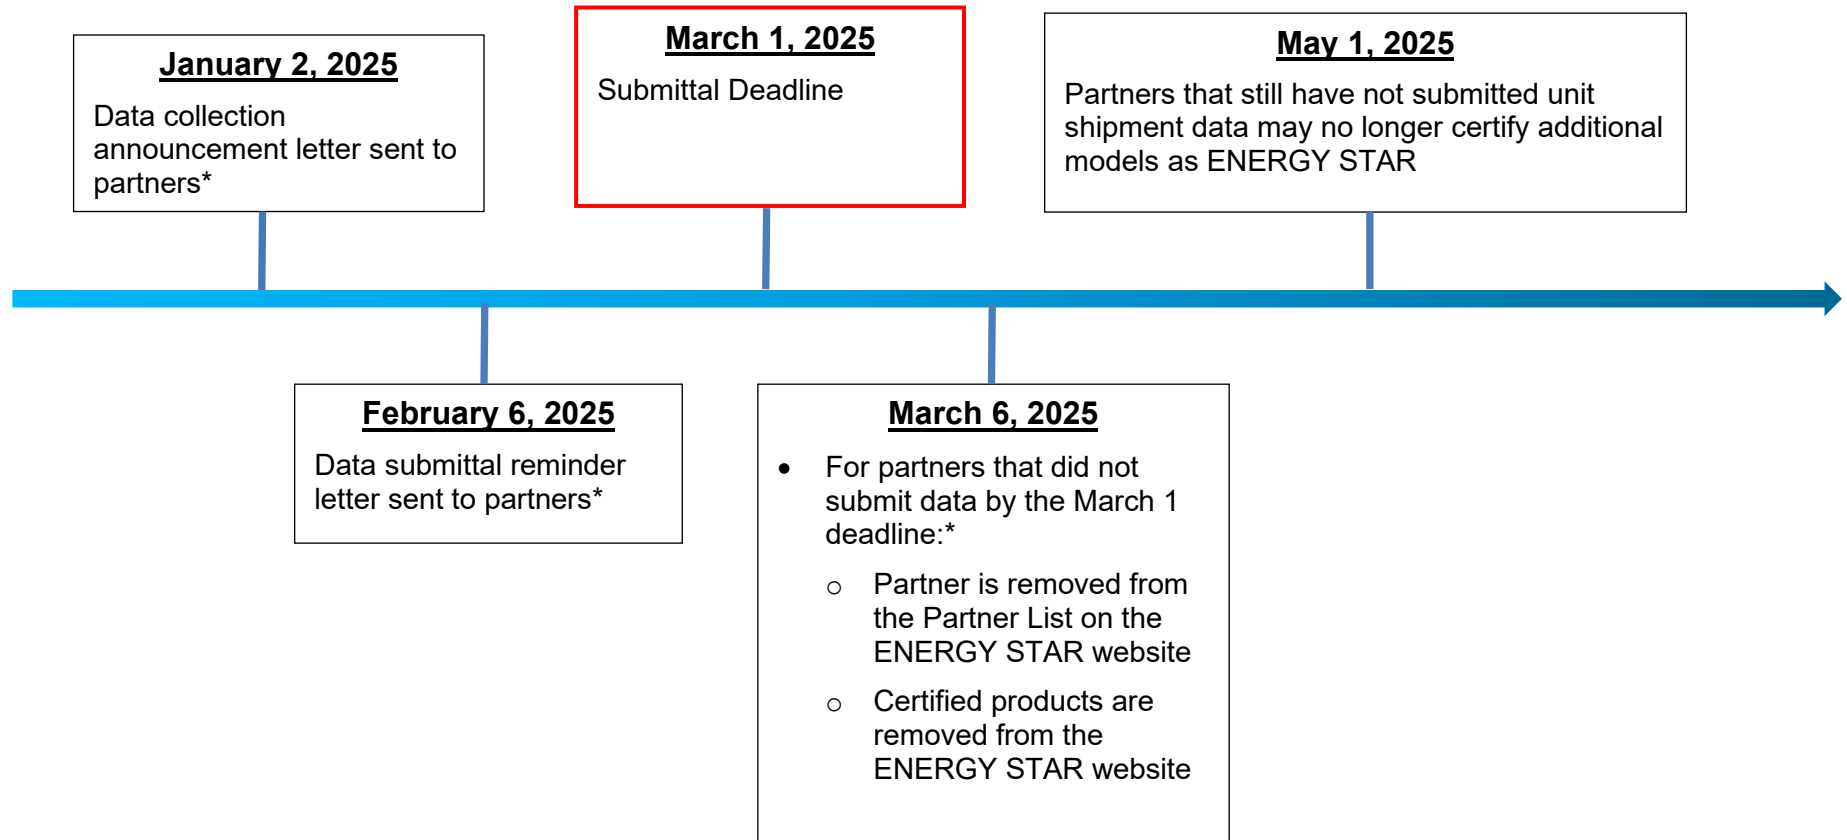 January 2, 2025
Data collection
announcement letter sent to
partners*
March 1, 2025
Submittal Deadline
May 1, 2025
Partners that still have not submitted unit
shipment data may no longer certify additional
models as ENERGY STAR
February 6, 2025
Data submittal reminder
letter sent to partners*
March 6, 2025
• For partners that did not
submit data by the March 1
deadline:*
o Partner is removed from
the Partner List on the
ENERGY STAR website
o Certified products are
removed from the
ENERGY STAR website